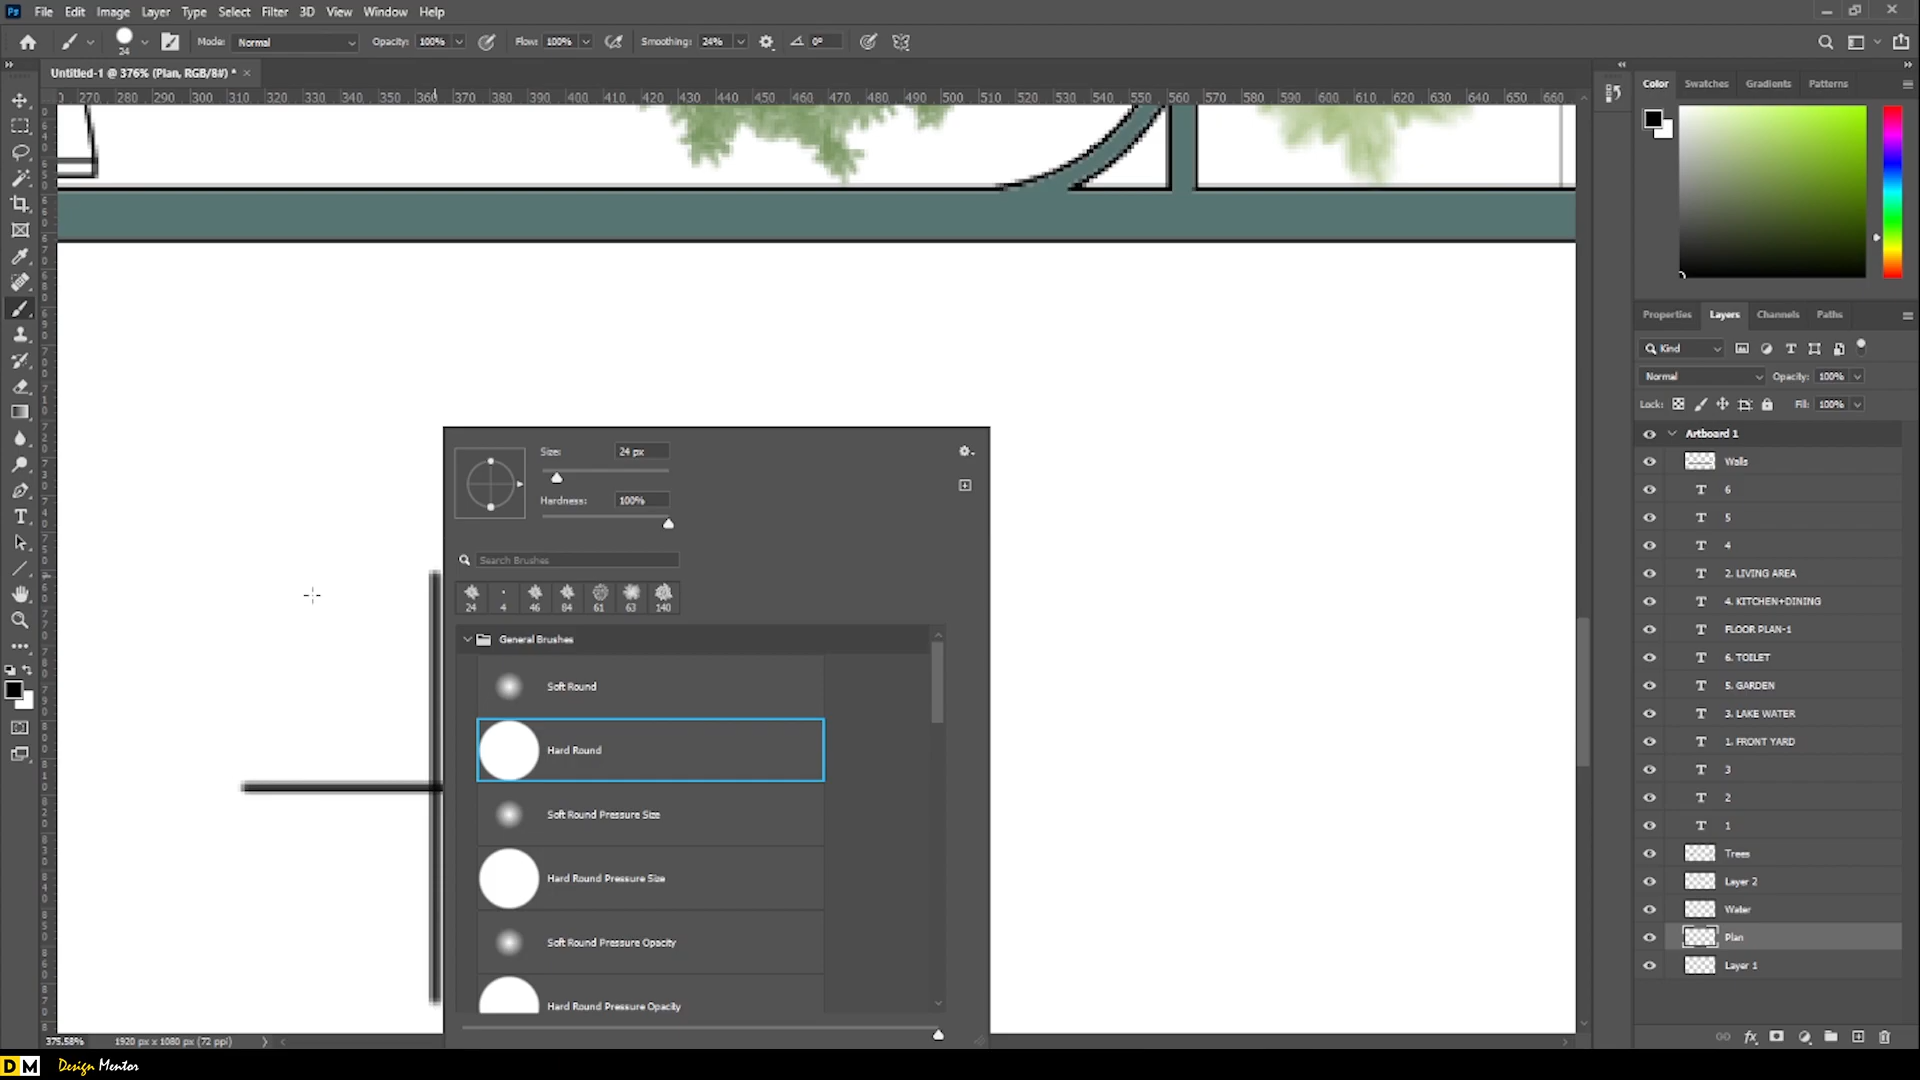 Ps File Edit Image Layer Type Select Filter 3D View Window Help
24 Mode: Normal Opacity: 100% Flow: 100% Smoothing: 24% 0°
Untitled-1 @ 376% (Plan, RGB/8#) * ×
270 280 290 300 310 320 330 340 350 360 370 380 390 400 410 420 430 440 450 460 470 480 490 500 510 520 530 540 550 560 570 580 590 600 610 620 630 640 650 660
Color Swatches Gradients Patterns
Properties Layers Channels Paths
Kind
Normal Opacity: 100%
Lock: Fill: 100%
Artboard 1
Walls
T 6
T 5
T 4
T 2. LIVING AREA
T 4. KITCHEN+DINING
T FLOOR PLAN-1
T 6. TOILET
T 5. GARDEN
T 3. LAKE WATER
T 1. FRONT YARD
T 3
T 2
T 1
Trees
Layer 2
Water
Plan
Layer 1
Size: 24 px
Hardness: 100%
Search Brushes
24 4 46 84 61 63 140
General Brushes
Soft Round
Hard Round
Soft Round Pressure Size
Hard Round Pressure Size
Soft Round Pressure Opacity
Hard Round Pressure Opacity
375.58% 1920 px x 1080 px (72 ppi)
DM Design Mentor